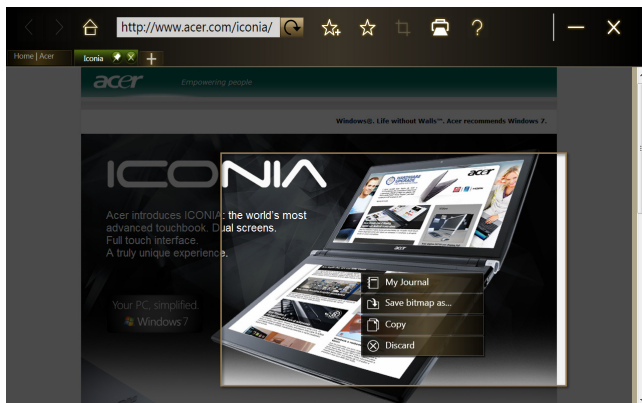 http://www.acer.com/iconia/
Home | Acer
Iconia
acer
Empowering people
Windows®. Life without Walls™. Acer recommends Windows 7.
ICONIA
acer
Acer introduces ICONIA: the world's most
advanced touchbook. Dual screens.
Full touch interface.
A truly unique experience.
acer
My Journal
Save bitmap as...
Copy
Discard
Your PC, simplified.
Windows 7